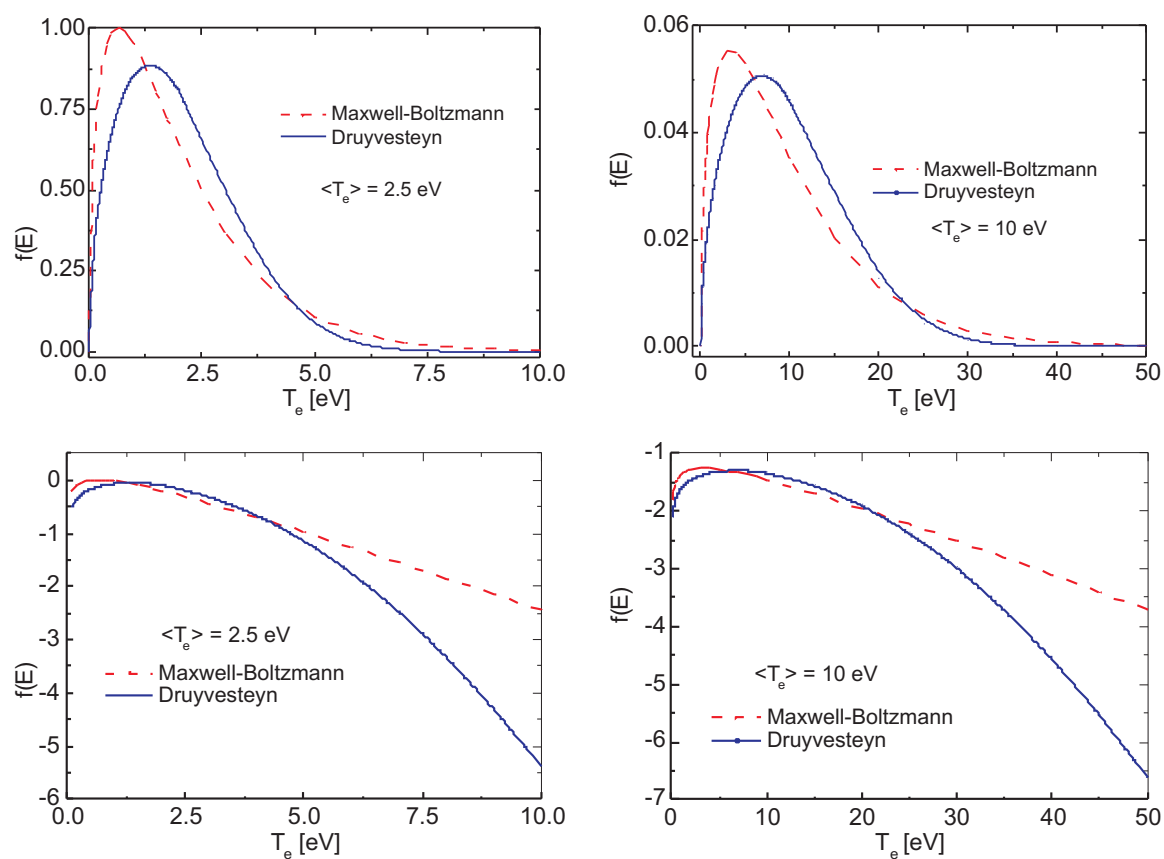 1.00
0.75
0.50
0.25
0.00
f(E)
Maxwell-Boltzmann
Druyvesteyn
<Te> = 2.5 eV
0.0 2.5 5.0 7.5 10.0
Te [eV]
0.06
0.04
0.02
0.00
f(E)
Maxwell-Boltzmann
Druyvesteyn
<Te> = 10 eV
0 10 20 30 40 50
Te [eV]
0
-1
-2
-3
-4
-5
-6
f(E)
<Te> = 2.5 eV
Maxwell-Boltzmann
Druyvesteyn
0.0 2.5 5.0 7.5 10.0
Te [eV]
-1
-2
-3
-4
-5
-6
-7
f(E)
<Te> = 10 eV
Maxwell-Boltzmann
Druyvesteyn
0 10 20 30 40 50
Te [eV]